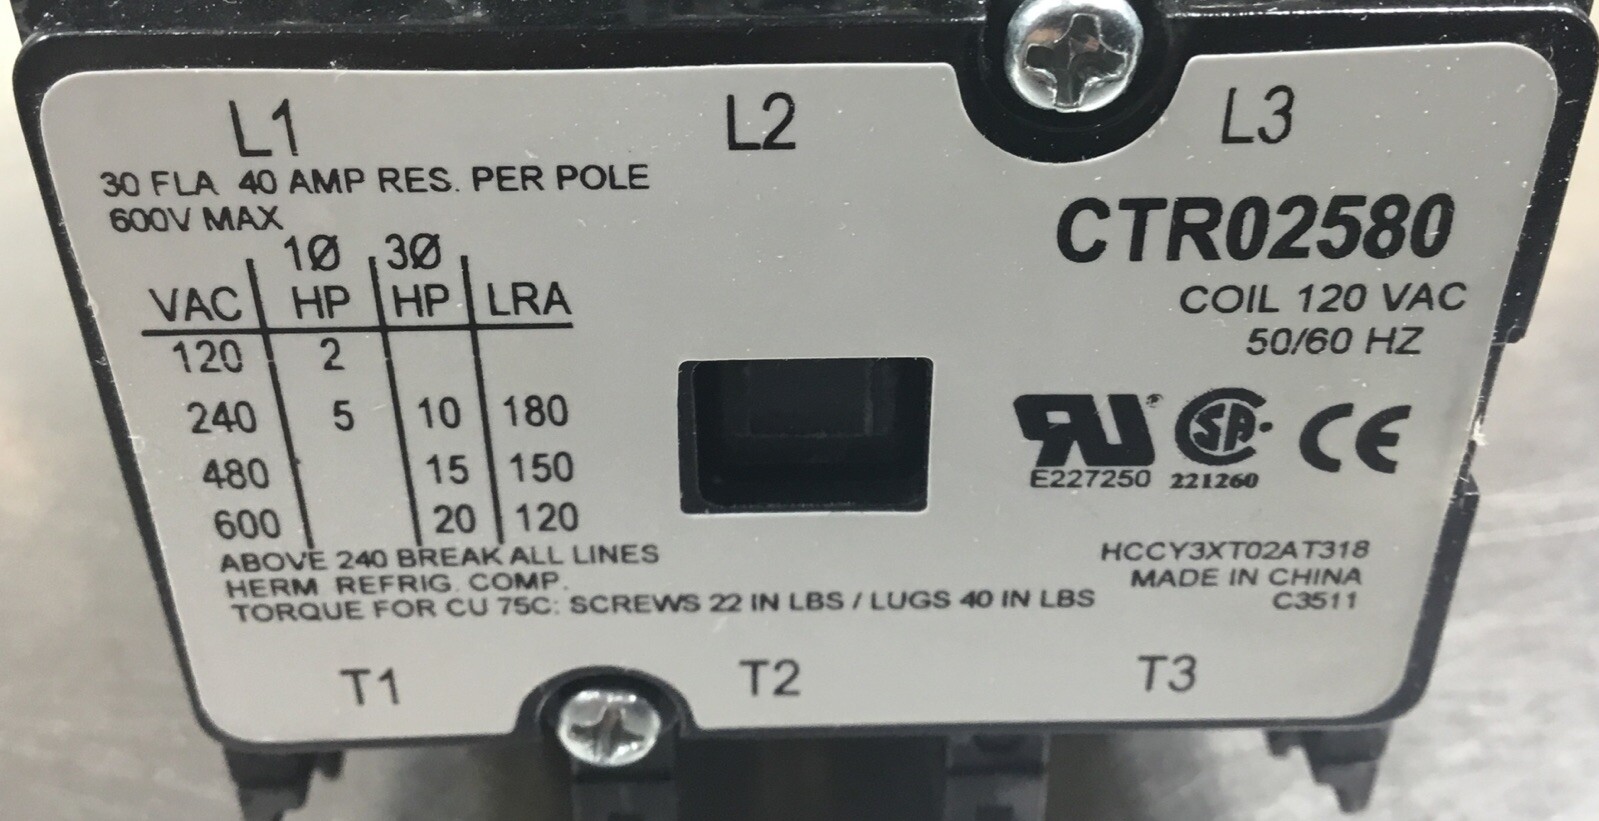 L1 L2 L3
30 FLA 40 AMP RES. PER POLE
600V MAX
1Ø 3Ø
VAC HP HP LRA
120 2
240 5 10 180
480 15 150
600 20 120
ABOVE 240 BREAK ALL LINES
HERM REFRIG. COMP.
TORQUE FOR CU 75C: SCREWS 22 IN LBS / LUGS 40 IN LBS
CTR02580
COIL 120 VAC
50/60 HZ
RU SA CE
E227250 221260
HCCY3XT02AT318
MADE IN CHINA
C3511
T1 T2 T3